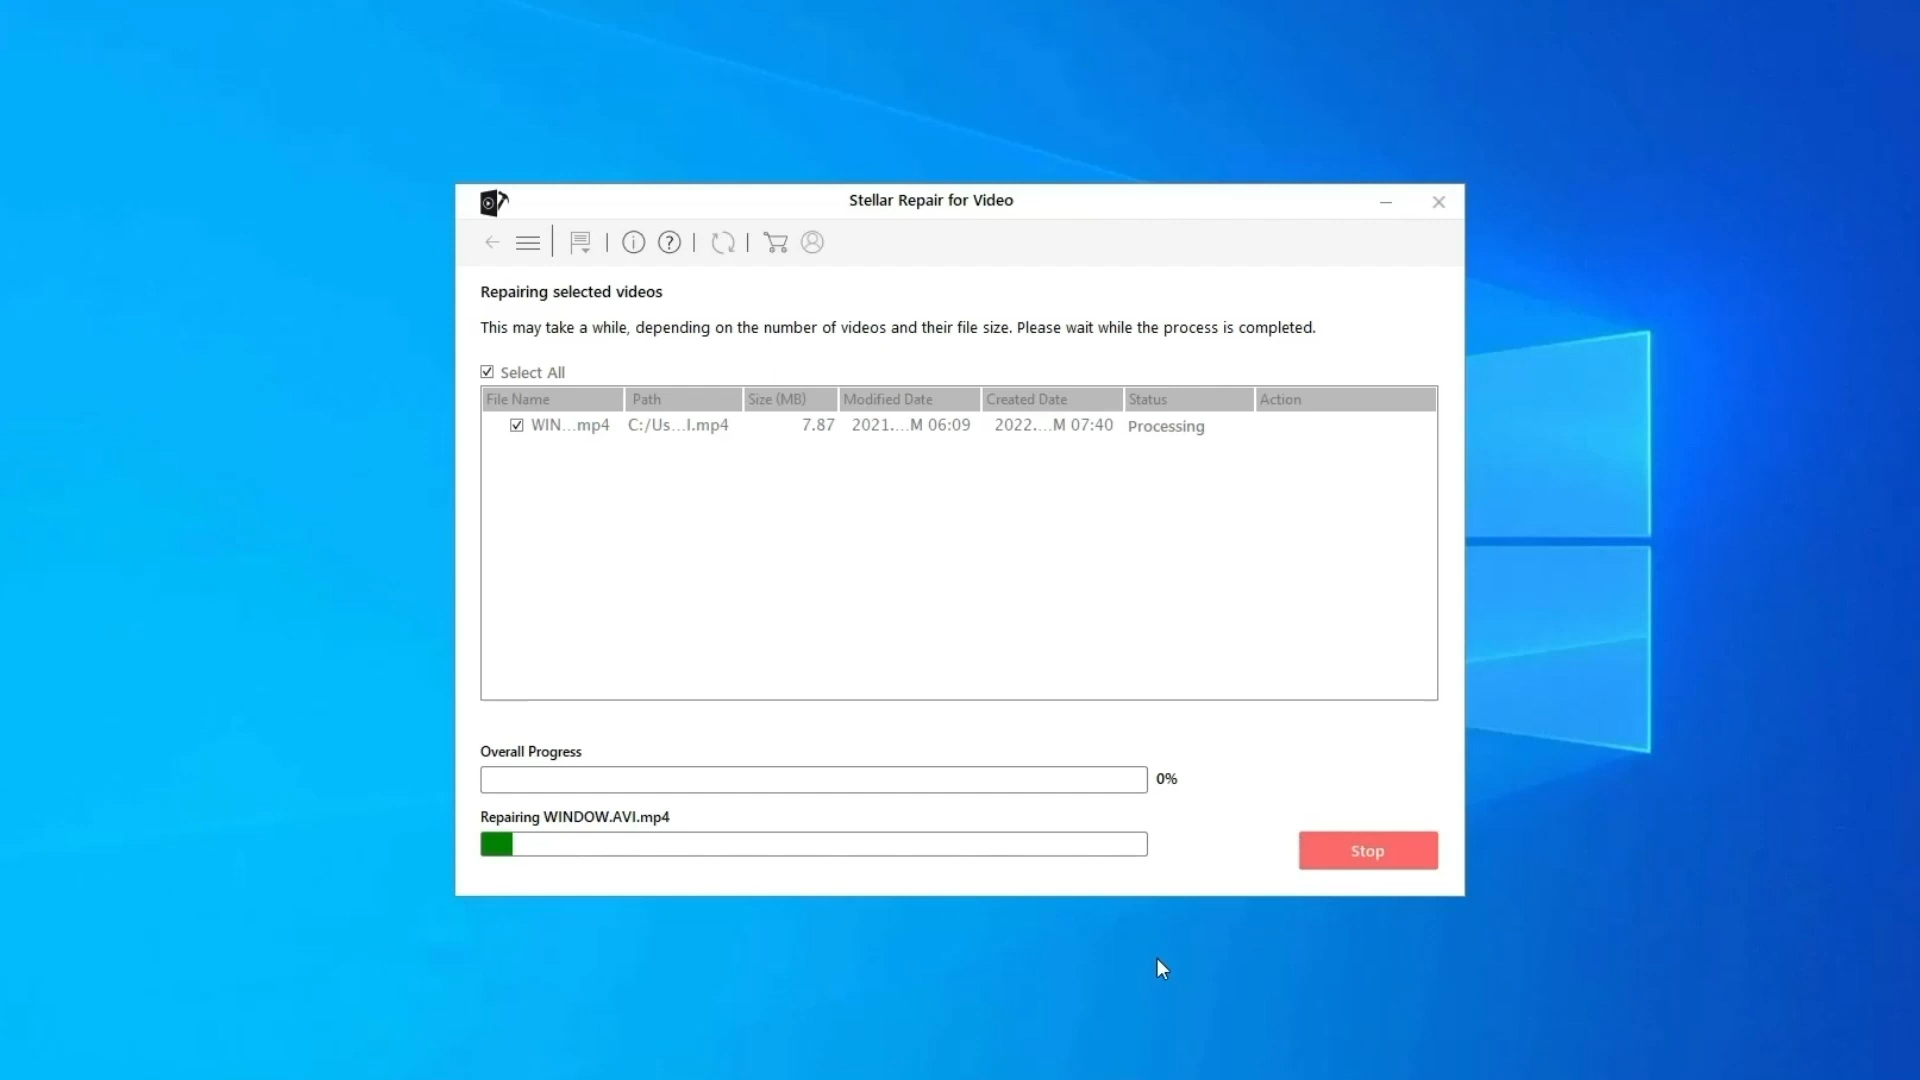 Stellar Repair for Video
Repairing selected videos
This may take a while, depending on the number of videos and their file size. Please wait while the process is completed.
Select All
File Name Path Size (MB) Modified Date Created Date Status Action
WIN...mp4 C:/Us...I.mp4 7.87 2021....M 06:09 2022....M 07:40 Processing
Overall Progress
0%
Repairing WINDOW.AVI.mp4
Stop